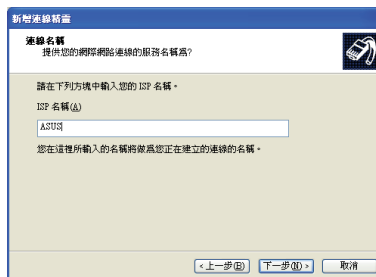 新增連線精靈
連線名稱
提供您的網際網路連線的服務名稱為?
請在下列方塊中輸入您的 ISP 名稱。
ISP 名稱(A)
ASUS
您在這裡所輸入的名稱將做為您正在建立的連線的名稱。
<上一步(B) 下一步(N)> 取消